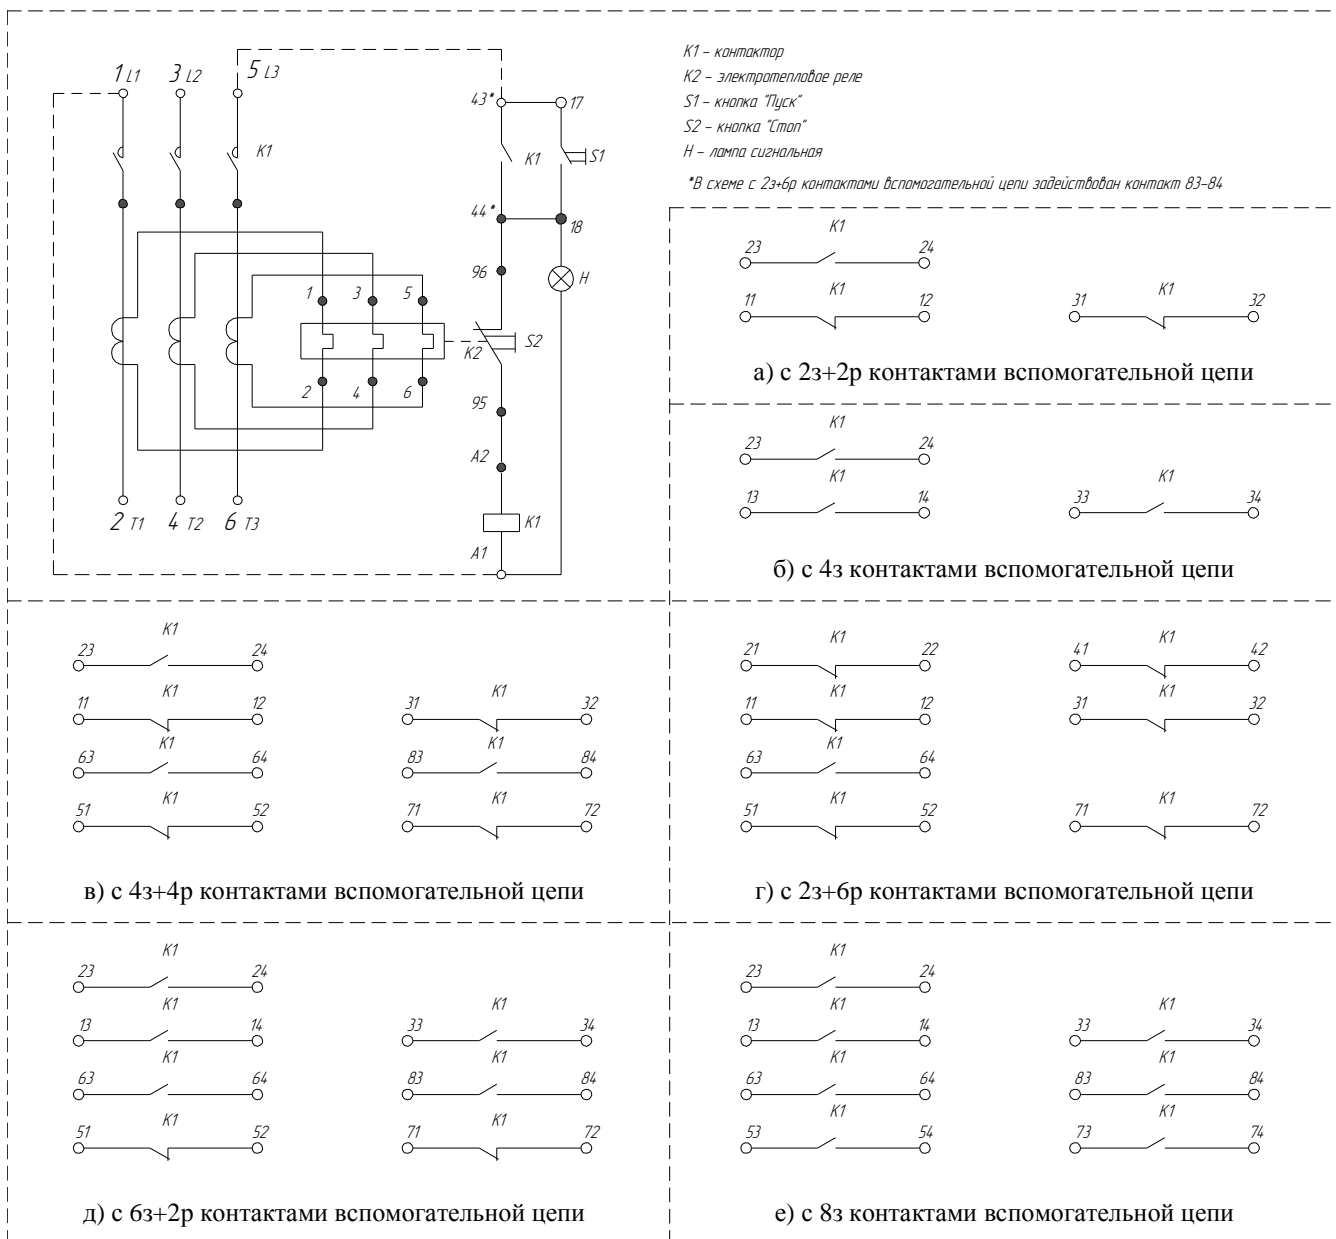 1 L1 3 L2 5 L3
K1
43* 17
K1 S1
44* 18
96 H
1 3 5
K2 S2
2 4 6
95
A2
2 T1 4 T2 6 T3
K1
A1
K1 – контактор
K2 – электротепловое реле
S1 – кнопка "Пуск"
S2 – кнопка "Стоп"
H – лампа сигнальная
*В схеме с 2з+6р контактами вспомогательной цепи задействован контакт 83-84
K1
23 24
K1 K1
11 12 31 32
а) с 2з+2р контактами вспомогательной цепи
K1
23 24
K1 K1
13 14 33 34
б) с 4з контактами вспомогательной цепи
K1
23 24
K1 K1
11 12 31 32
K1 K1
63 64 83 84
K1 K1
51 52 71 72
в) с 4з+4р контактами вспомогательной цепи
K1 K1
21 22 41 42
K1 K1
11 12 31 32
K1
63 64
K1 K1
51 52 71 72
г) с 2з+6р контактами вспомогательной цепи
K1
23 24
K1 K1
13 14 33 34
K1 K1
63 64 83 84
K1 K1
51 52 71 72
д) с 6з+2р контактами вспомогательной цепи
K1
23 24
K1 K1
13 14 33 34
K1 K1
63 64 83 84
K1 K1
53 54 73 74
е) с 8з контактами вспомогательной цепи